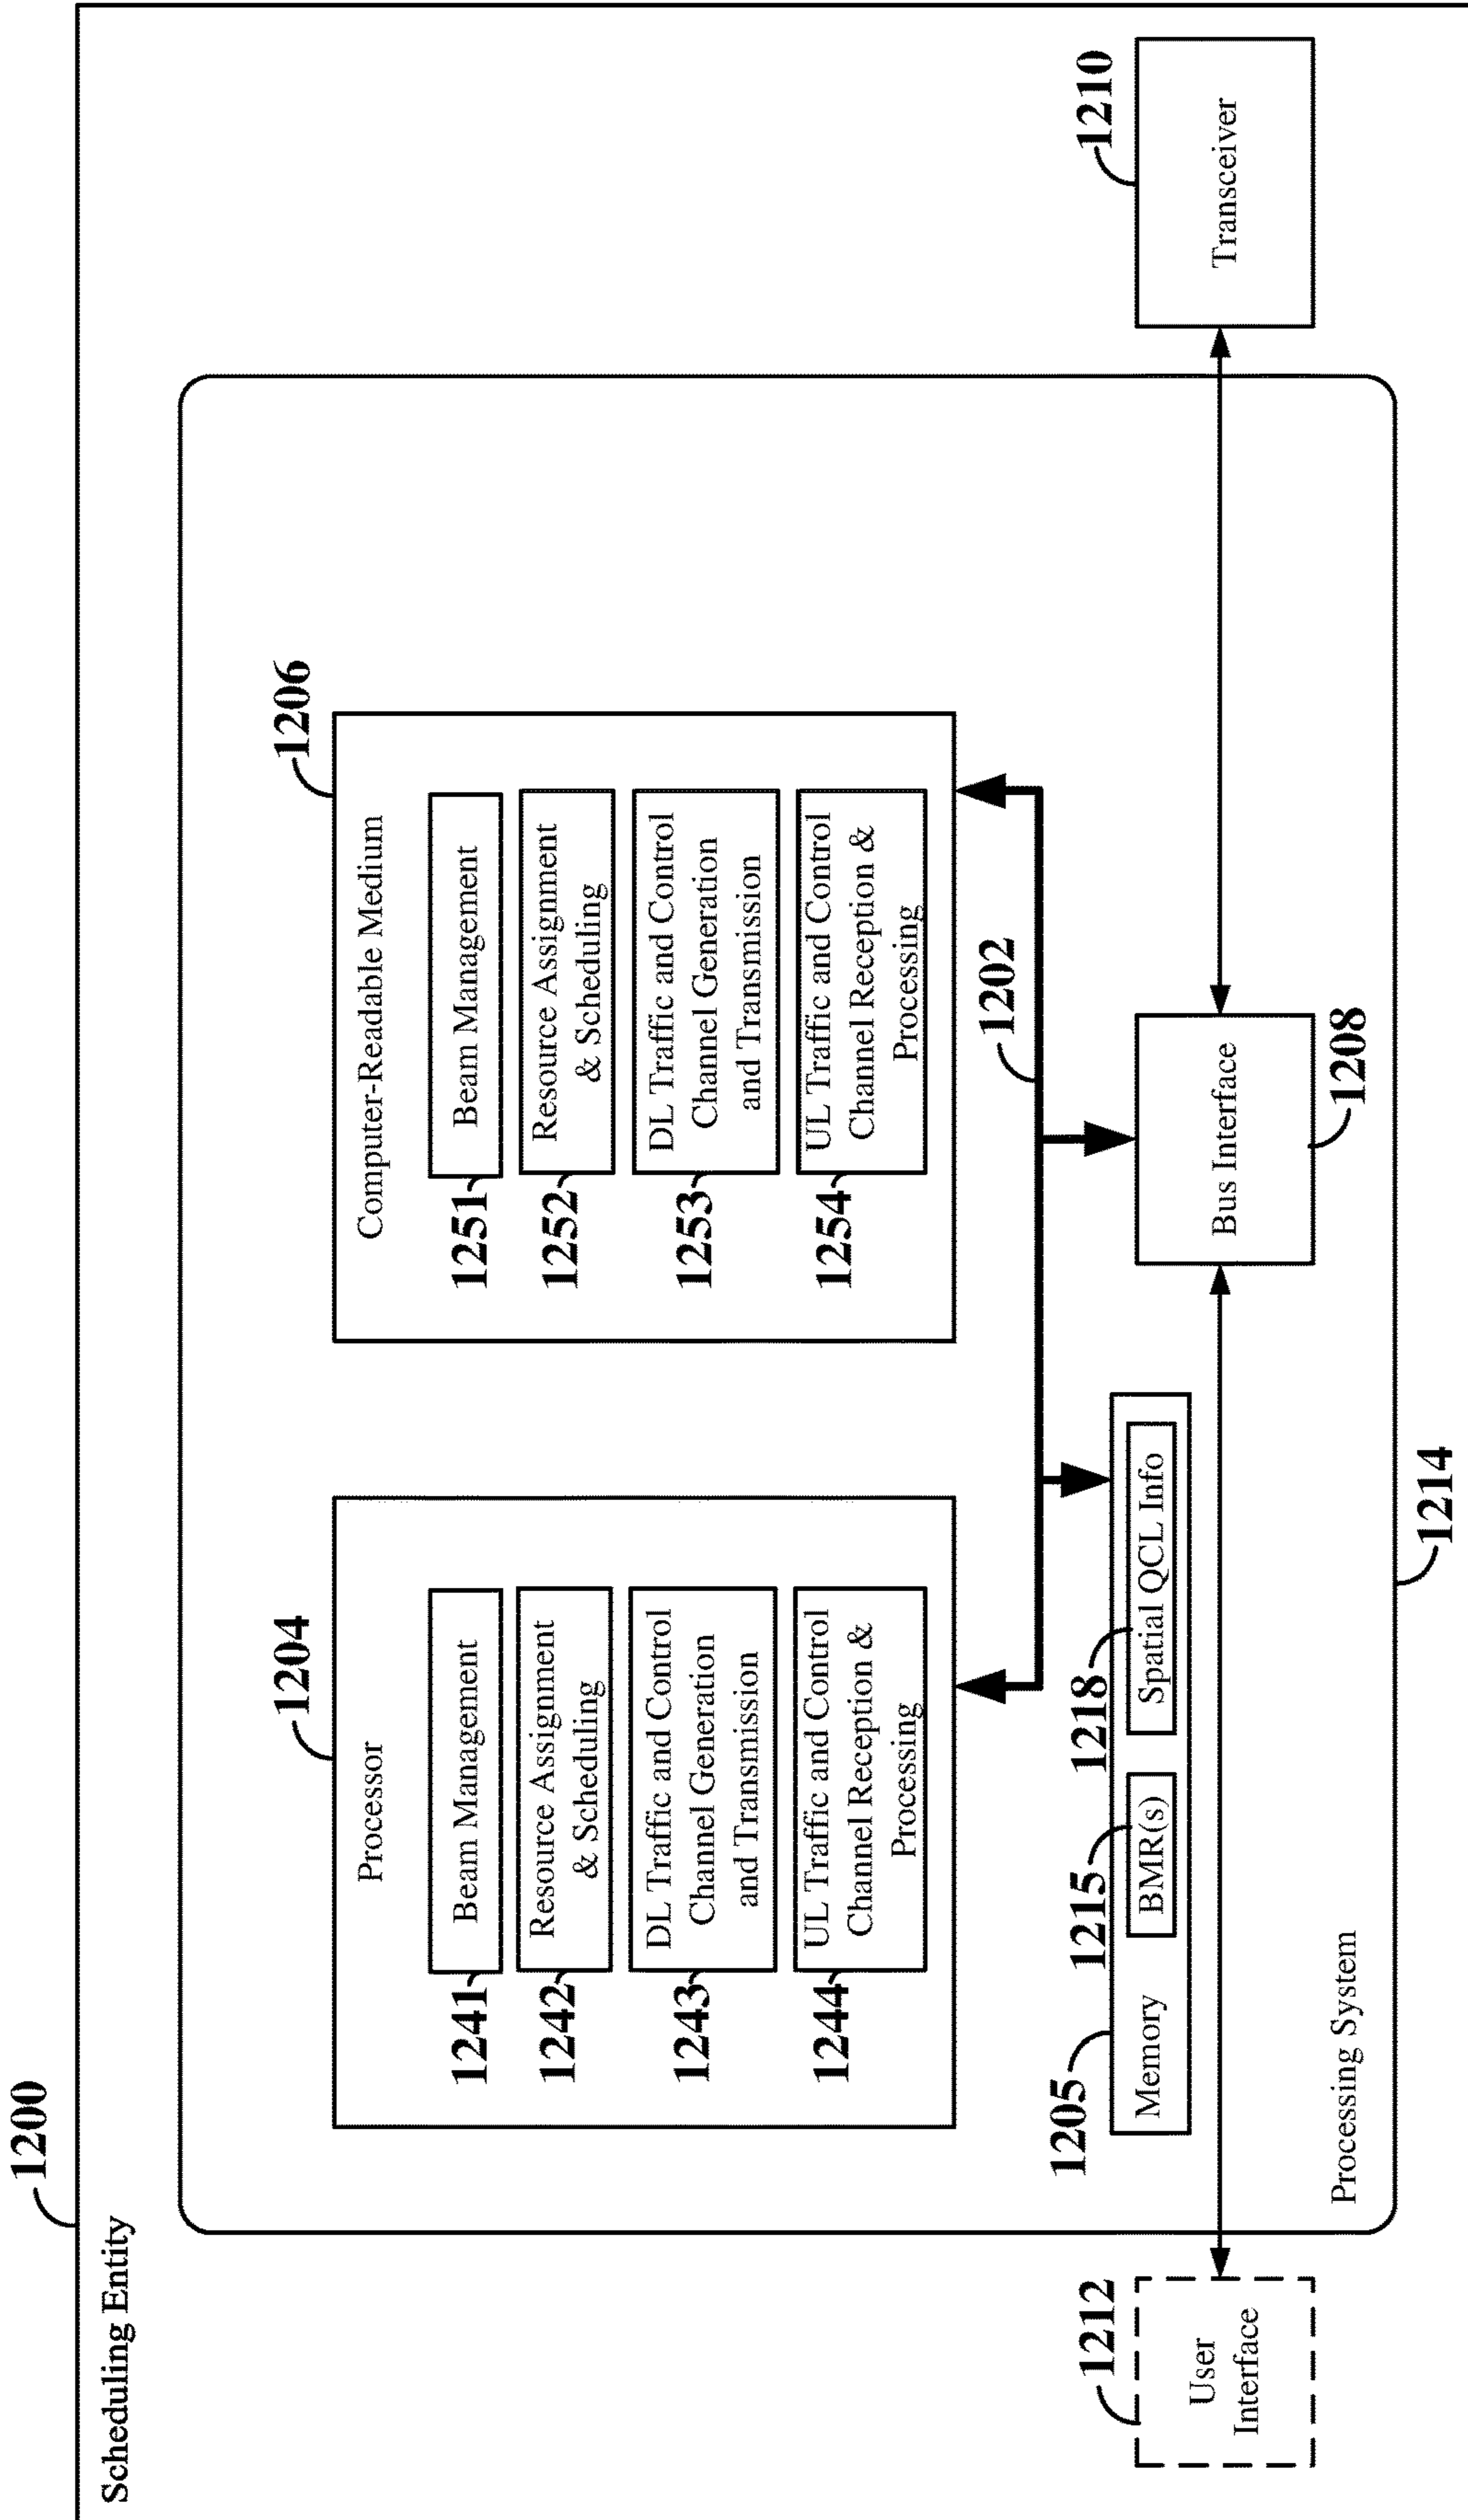 1200
Scheduling Entity
1204
Processor
1241
Beam Management
1242
Resource Assignment
& Scheduling
1243
DL Traffic and Control
Channel Generation
and Transmission
1244
UL Traffic and Control
Channel Reception &
Processing
1206
Computer-Readable Medium
1251
Beam Management
1252
Resource Assignment
& Scheduling
1253
DL Traffic and Control
Channel Generation
and Transmission
1254
UL Traffic and Control
Channel Reception &
Processing
1202
1205
Memory
1215
BMR(s)
1218
Spatial QCL Info
1212
User
Interface
Bus Interface
1208
1210
Transceiver
Processing System
1214